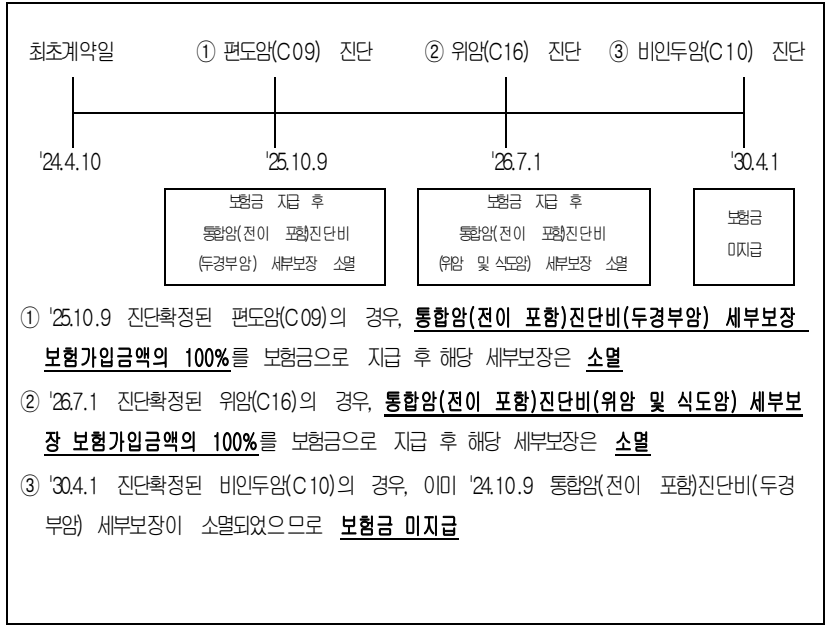 최초계약일 ① 편도암(C09) 진단 ② 위암(C16) 진단 ③ 비인두암(C10) 진단
'24.4.10 '25.10.9 '26.7.1 '30.4.1
보험금 지급 후
통합암(전이 포함)진단비
(두경부암) 세부보장 소멸
보험금 지급 후
통합암(전이 포함)진단비
(위암 및 식도암) 세부보장 소멸
보험금
미지급
① '25.10.9 진단확정된 편도암(C09)의 경우, 통합암(전이 포함)진단비(두경부암) 세부보장
보험가입금액의 100%를 보험금으로 지급 후 해당 세부보장은 소멸
② '26.7.1 진단확정된 위암(C16)의 경우, 통합암(전이 포함)진단비(위암 및 식도암) 세부보
장 보험가입금액의 100%를 보험금으로 지급 후 해당 세부보장은 소멸
③ '30.4.1 진단확정된 비인두암(C10)의 경우, 이미 '24.10.9 통합암(전이 포함)진단비(두경
부암) 세부보장이 소멸되었으므로 보험금 미지급